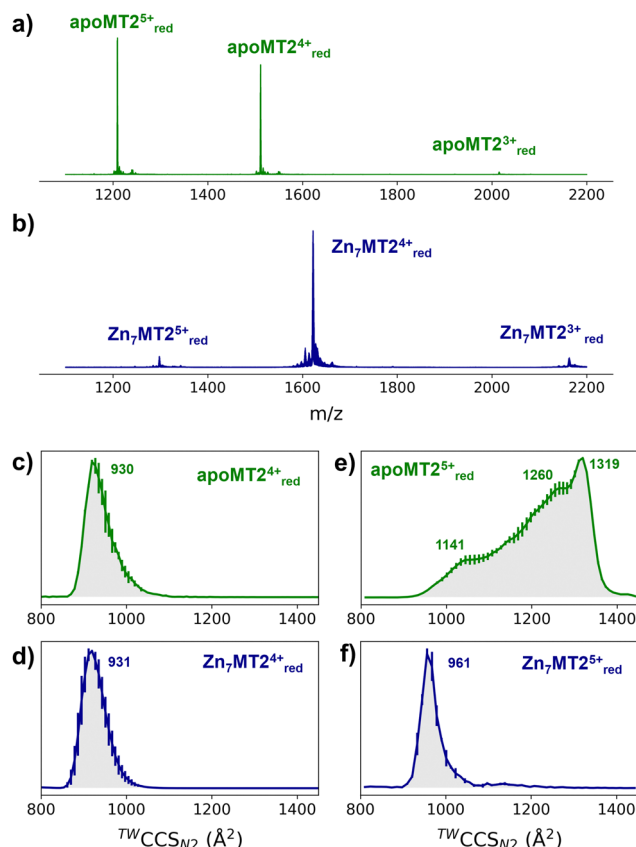 a)
apoMT2⁵⁺red
apoMT2⁴⁺red
apoMT2³⁺red
1200 1400 1600 1800 2000 2200
b)
Zn₇MT2⁴⁺red
Zn₇MT2⁵⁺red
Zn₇MT2³⁺red
1200 1400 1600 1800 2000 2200
m/z
c)
930
apoMT2⁴⁺red
800 1000 1200 1400
e)
apoMT2⁵⁺red
1141
1260
1319
800 1000 1200 1400
d)
931
Zn₇MT2⁴⁺red
800 1000 1200 1400
TWCCSN2 (Å²)
f)
961
Zn₇MT2⁵⁺red
800 1000 1200 1400
TWCCSN2 (Å²)